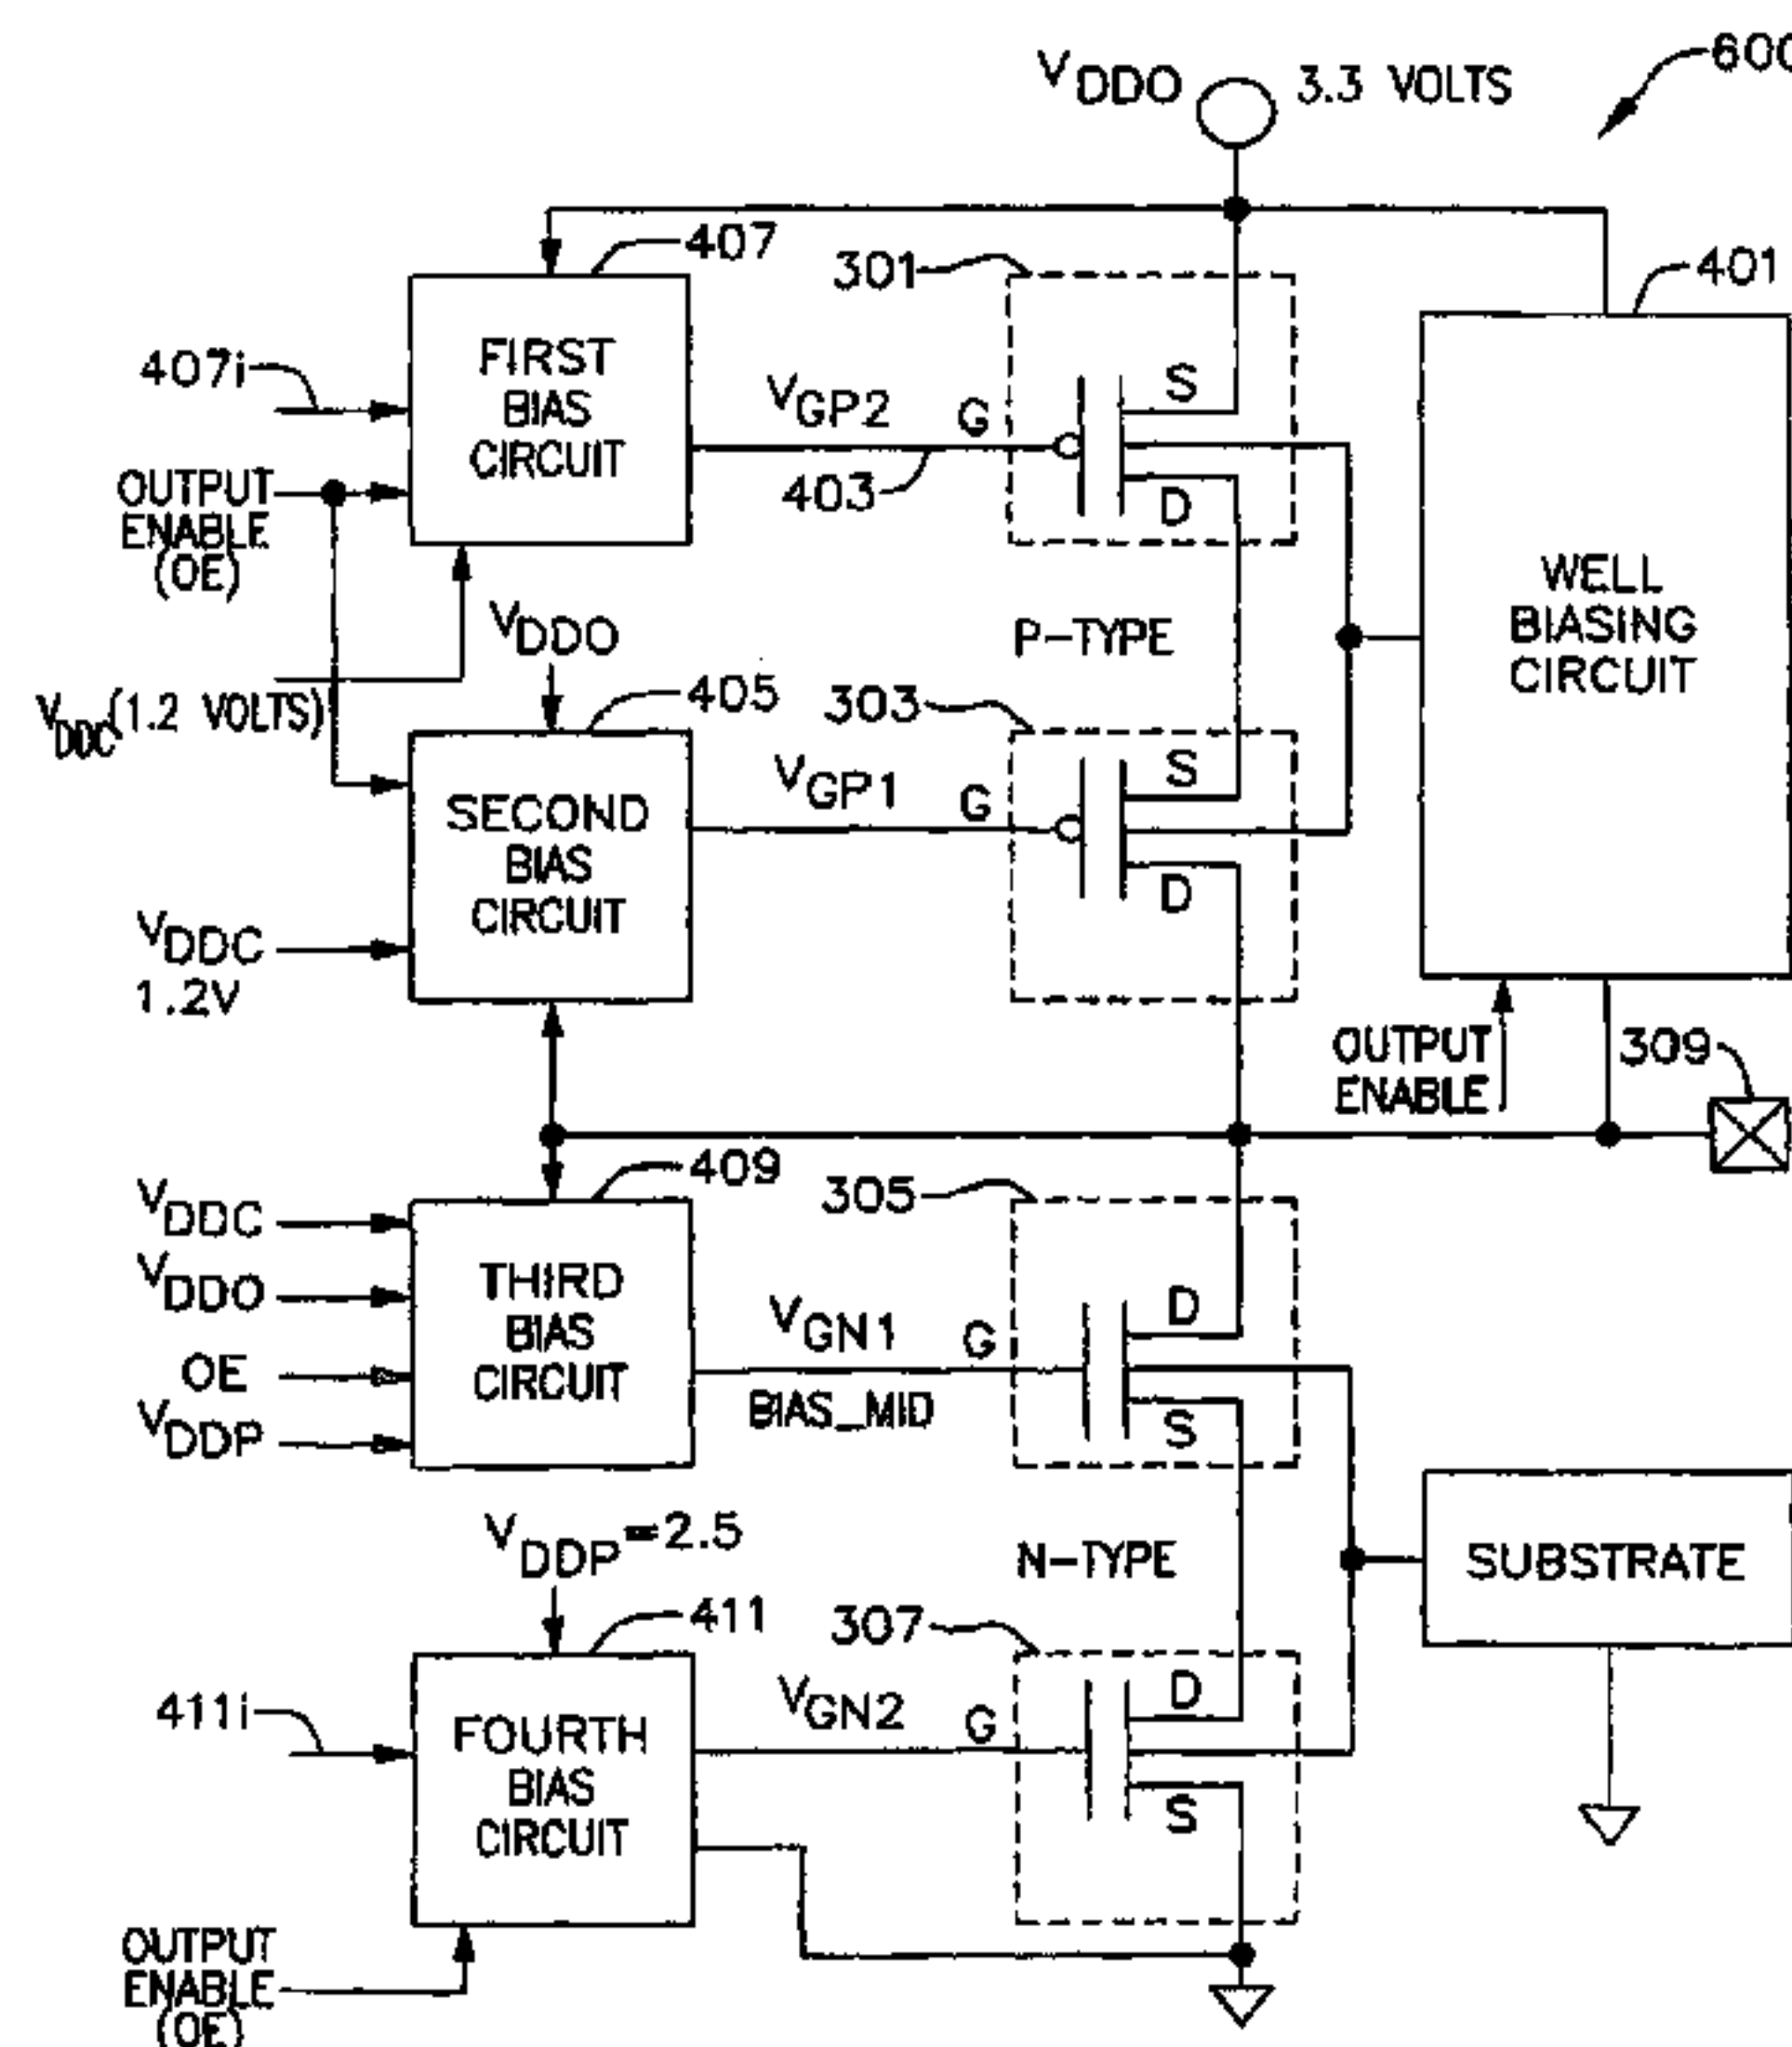 600
VDDO 3.3 VOLTS
407
301
401
407i
FIRST
BIAS
CIRCUIT
VGP2
G
S
D
403
OUTPUT
ENABLE
(OE)
WELL
BIASING
CIRCUIT
VDDO
P-TYPE
VDDC(1.2 VOLTS)
405
303
SECOND
BIAS
CIRCUIT
VGP1
G
S
D
VDDC
1.2V
OUTPUT
ENABLE
309
409
305
VDDC
VDDO
OE
VDDP
THIRD
BIAS
CIRCUIT
VGN1
BIAS_MID
G
D
S
VDDP=2.5
N-TYPE
SUBSTRATE
411
307
411i
FOURTH
BIAS
CIRCUIT
VGN2
G
D
S
OUTPUT
ENABLE
(OE)